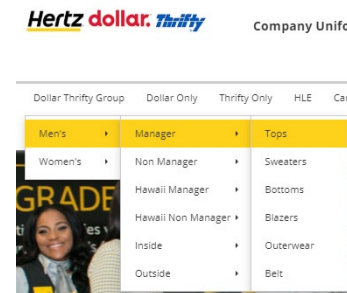 Hertz dollar. Thrifty
Company Unifo
Dollar Thrifty Group Dollar Only Thrifty Only HLE Ca
Men's Manager Tops
Women's Non Manager Sweaters
Hawaii Manager Bottoms
GRADE
Hawaii Non Manager Blazers
Inside Outerwear
Outside Belt